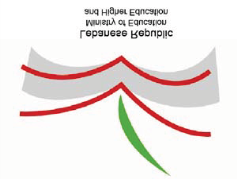 Lebanese Republic
Ministry of Education
and Higher Education